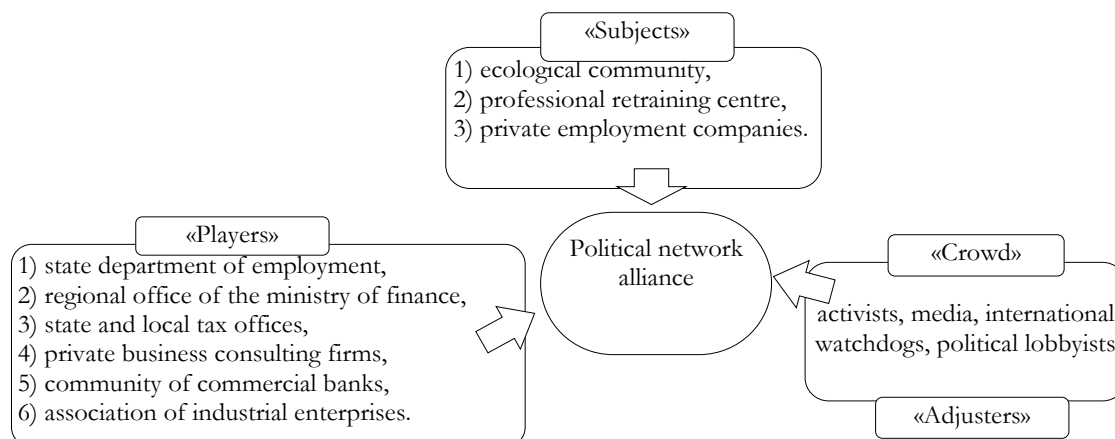 «Subjects»
1) ecological community,
2) professional retraining centre,
3) private employment companies.
«Players»
1) state department of employment,
2) regional office of the ministry of finance,
3) state and local tax offices,
4) private business consulting firms,
5) community of commercial banks,
6) association of industrial enterprises.
Political network
alliance
«Crowd»
activists, media, international
watchdogs, political lobbyists
«Adjusters»